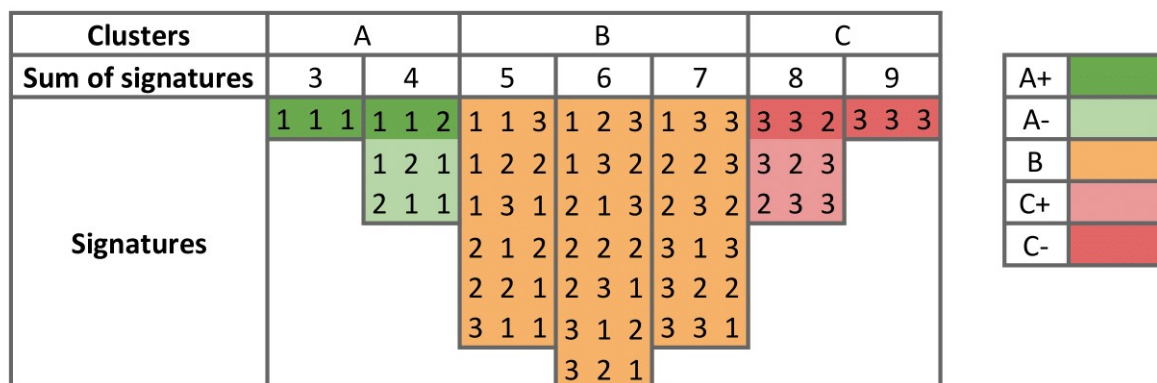 Clusters A B C
Sum of signatures 3 4 5 6 7 8 9
1 1 1 1 1 2 1 1 3 1 2 3 1 3 3 3 3 2 3 3 3
1 2 1 1 2 2 1 3 2 2 2 3 3 2 3
2 1 1 1 3 1 2 1 3 2 3 2 2 3 3
Signatures 2 1 2 2 2 2 3 1 3
2 2 1 2 3 1 3 2 2
3 1 1 3 1 2 3 3 1
3 2 1
A+
A-
B
C+
C-